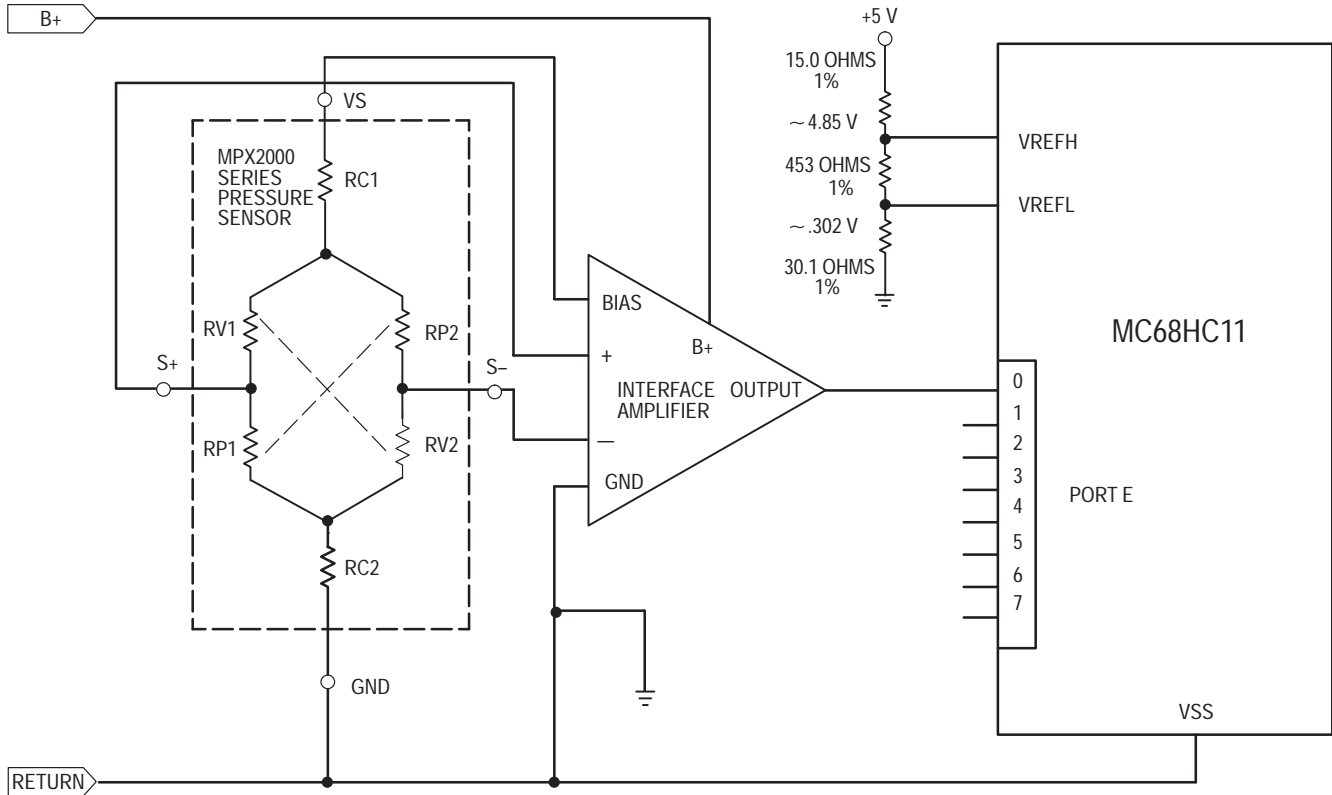 B+
+5 V
15.0 OHMS
1%
~4.85 V
453 OHMS
1%
~.302 V
30.1 OHMS
1%
VREFH
VREFL
MC68HC11
VS
MPX2000
SERIES
PRESSURE
SENSOR
RC1
RV1
RP2
S+
S–
RP1
RV2
RC2
GND
BIAS
B+
+
INTERFACE
AMPLIFIER
OUTPUT
—
GND
0
1
2
3
4
5
6
7
PORT E
VSS
RETURN